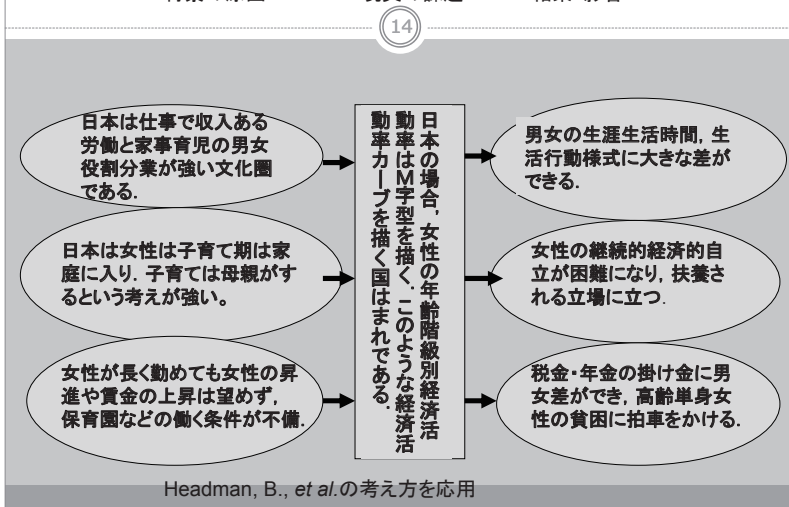 14
日本は仕事で収入ある
労働と家事育児の男女
役割分業が強い文化圏
である.
日本は女性は子育て期は家
庭に入り. 子育ては母親がす
るという考えが強い。
女性が長く勤めても女性の昇
進や賃金の上昇は望めず,
保育園などの働く条件が不備.
日本の場合, 女性の年齢階級別経済活
動率はM字型を描く. このような経済活
動率カーブを描く国はまれである.
男女の生涯生活時間, 生
活行動様式に大きな差が
できる.
女性の継続的経済的自
立が困難になり, 扶養さ
れる立場に立つ.
税金・年金の掛け金に男
女差ができ, 高齢単身女
性の貧困に拍車をかける.
Headman, B., et al.の考え方を応用